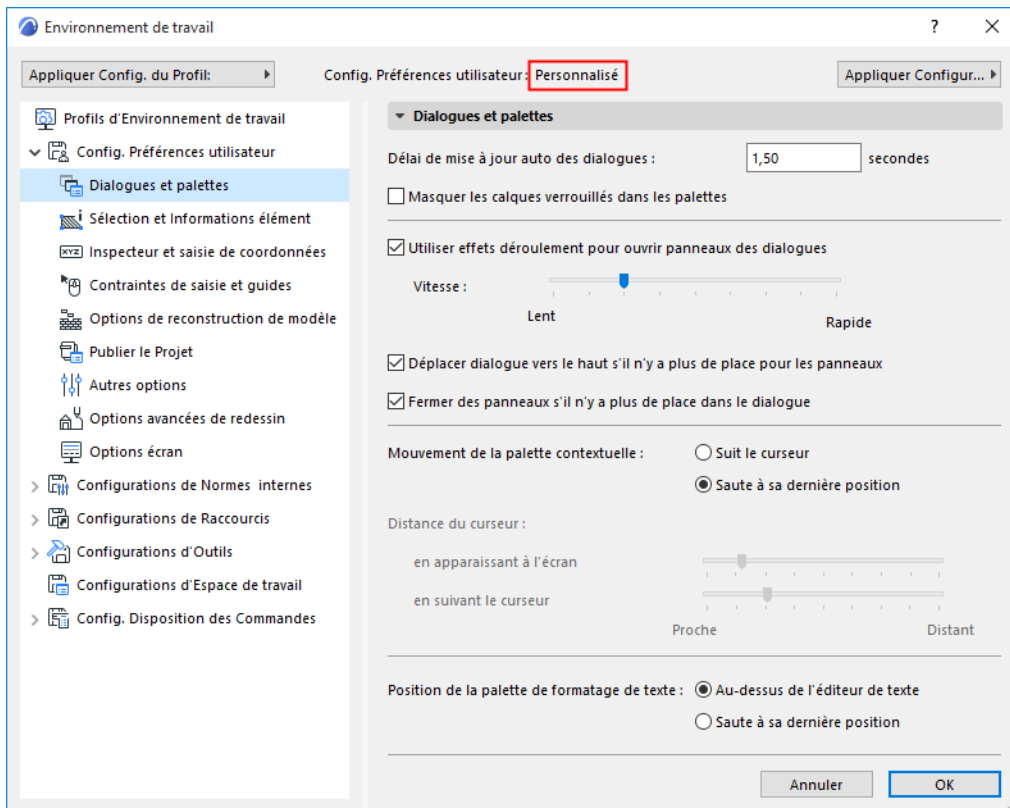 Environnement de travail
?
Appliquer Config. du Profil:
Config. Préférences utilisateur: Personnalisé
Appliquer Configur...
Profils d'Environnement de travail
Config. Préférences utilisateur
Dialogues et palettes
Sélection et Informations élément
XYZ Inspecteur et saisie de coordonnées
Contraintes de saisie et guides
Options de reconstruction de modèle
Publier le Projet
Autres options
Options avancées de redessin
Options écran
Configurations de Normes internes
Configurations de Raccourcis
Configurations d'Outils
Configurations d'Espace de travail
Config. Disposition des Commandes
Dialogues et palettes
Délai de mise à jour auto des dialogues : 1,50 secondes
Masquer les calques verrouillés dans les palettes
Utiliser effets déroulement pour ouvrir panneaux des dialogues
Vitesse :
Lent Rapide
Déplacer dialogue vers le haut s'il n'y a plus de place pour les panneaux
Fermer des panneaux s'il n'y a plus de place dans le dialogue
Mouvement de la palette contextuelle : Suit le curseur
Saute à sa dernière position
Distance du curseur :
en apparaissant à l'écran
en suivant le curseur
Proche Distant
Position de la palette de formatage de texte : Au-dessus de l'éditeur de texte
Saute à sa dernière position
Annuler OK